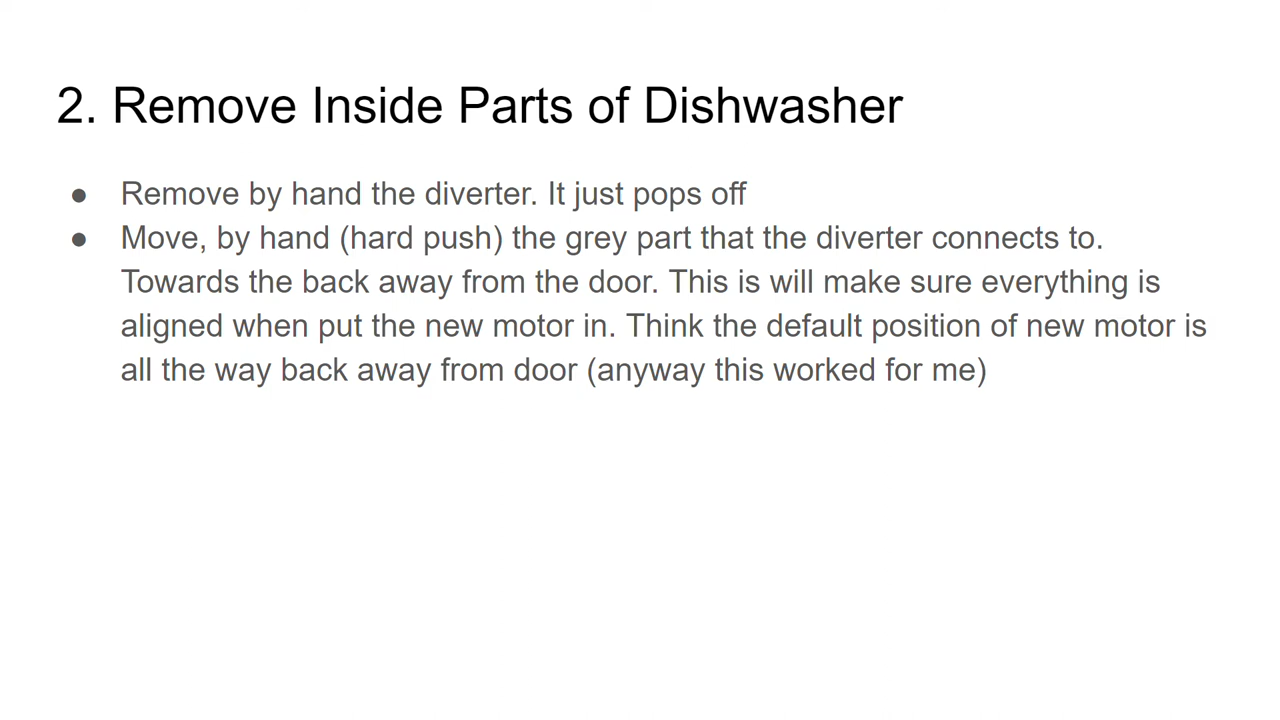 2. Remove Inside Parts of Dishwasher
● Remove by hand the diverter. It just pops off
● Move, by hand (hard push) the grey part that the diverter connects to.
Towards the back away from the door. This is will make sure everything is
aligned when put the new motor in. Think the default position of new motor is
all the way back away from door (anyway this worked for me)